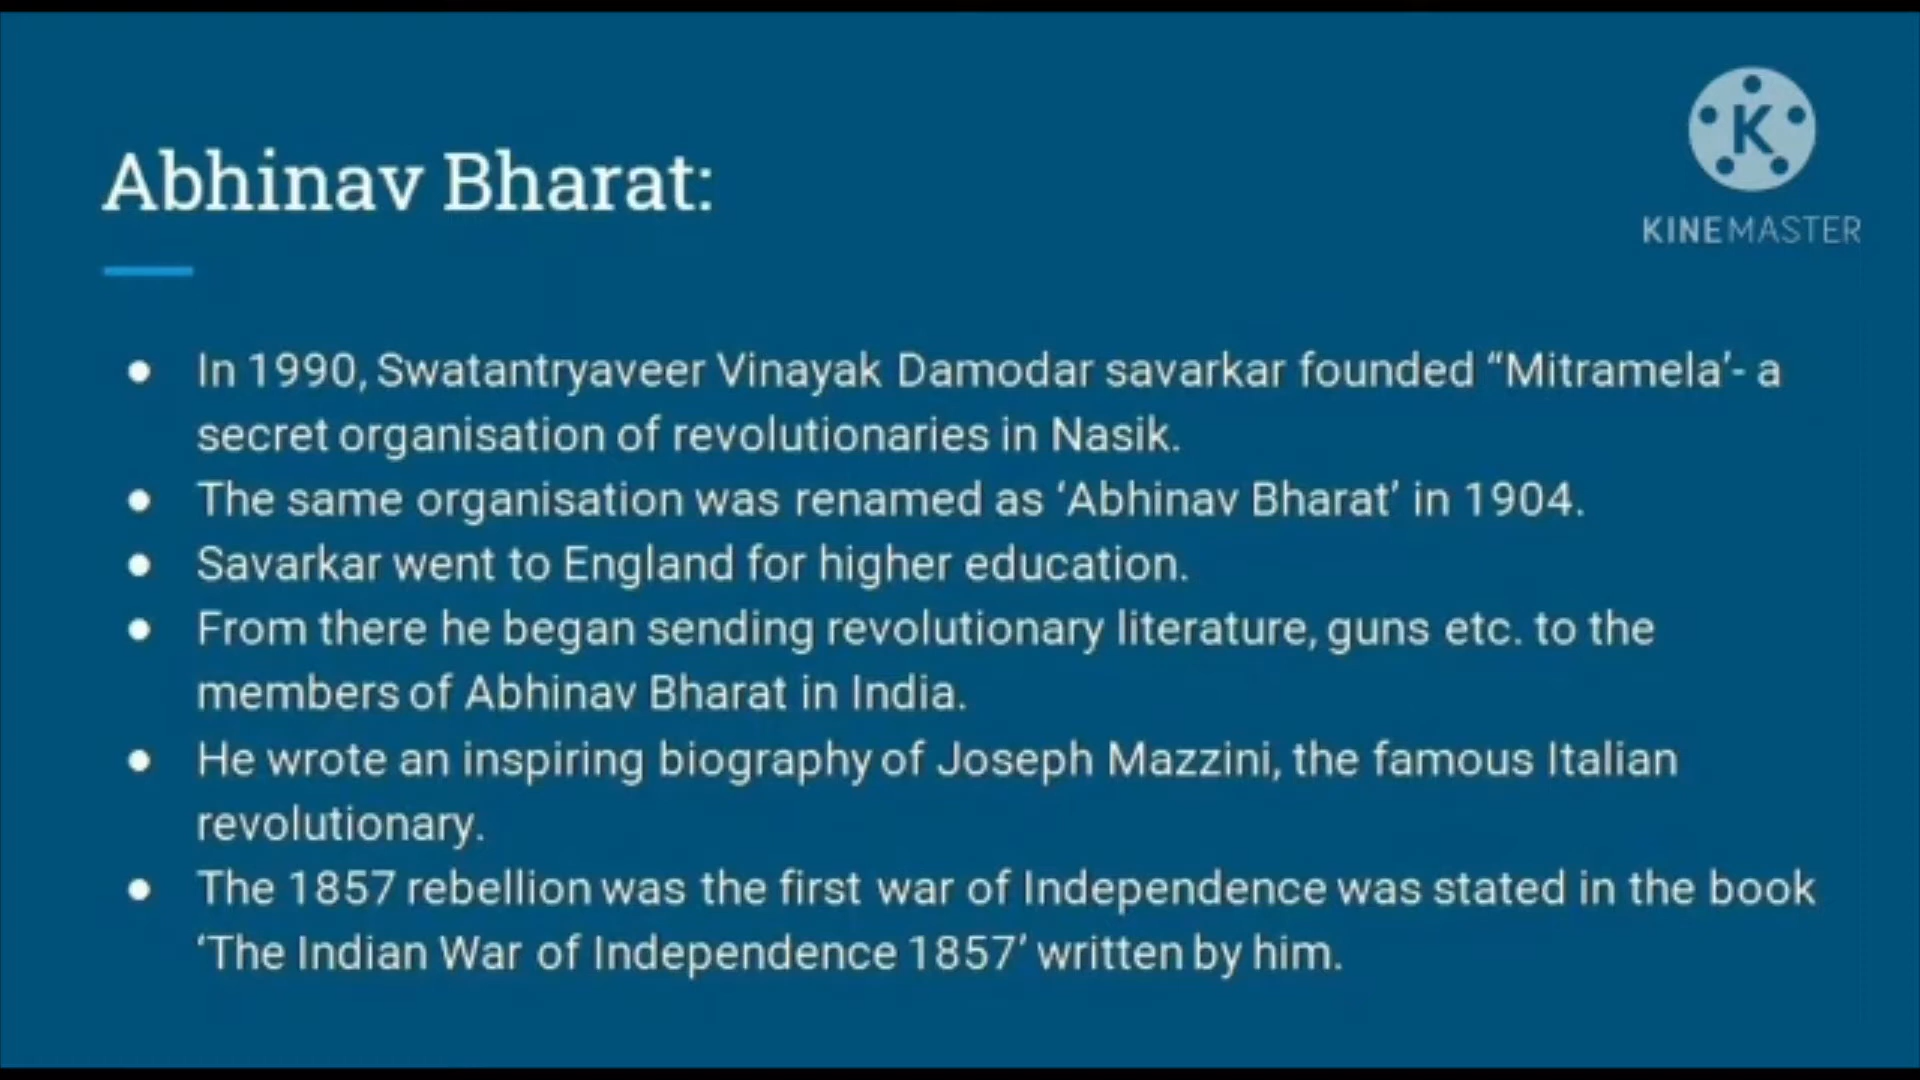 KINEMASTER
Abhinav Bharat:
● In 1990, Swatantryaveer Vinayak Damodar savarkar founded “Mitramela’- a
secret organisation of revolutionaries in Nasik.
● The same organisation was renamed as ‘Abhinav Bharat’ in 1904.
● Savarkar went to England for higher education.
● From there he began sending revolutionary literature, guns etc. to the
members of Abhinav Bharat in India.
● He wrote an inspiring biography of Joseph Mazzini, the famous Italian
revolutionary.
● The 1857 rebellion was the first war of Independence was stated in the book
‘The Indian War of Independence 1857’ written by him.